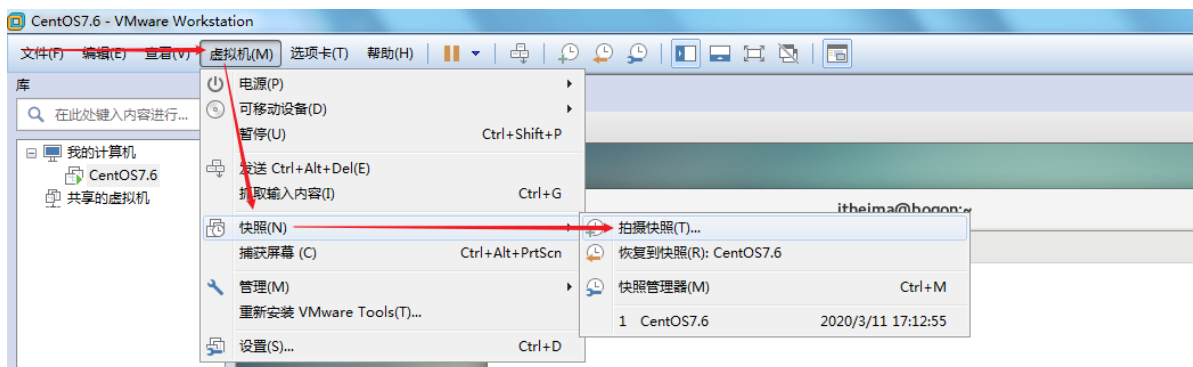 CentOS7.6 - VMware Workstation
文件(F) 编辑(E) 查看(V) 虚拟机(M) 选项卡(T) 帮助(H)
库
在此处键入内容进行...
我的计算机
CentOS7.6
共享的虚拟机
电源(P)
可移动设备(D)
暂停(U) Ctrl+Shift+P
发送 Ctrl+Alt+Del(E)
抓取输入内容(I) Ctrl+G
快照(N)
捕获屏幕 (C) Ctrl+Alt+PrtScn
管理(M)
重新安装 VMware Tools(T)...
设置(S)... Ctrl+D
itheima@bogon:~
拍摄快照(T)...
恢复到快照(R): CentOS7.6
快照管理器(M) Ctrl+M
1 CentOS7.6 2020/3/11 17:12:55